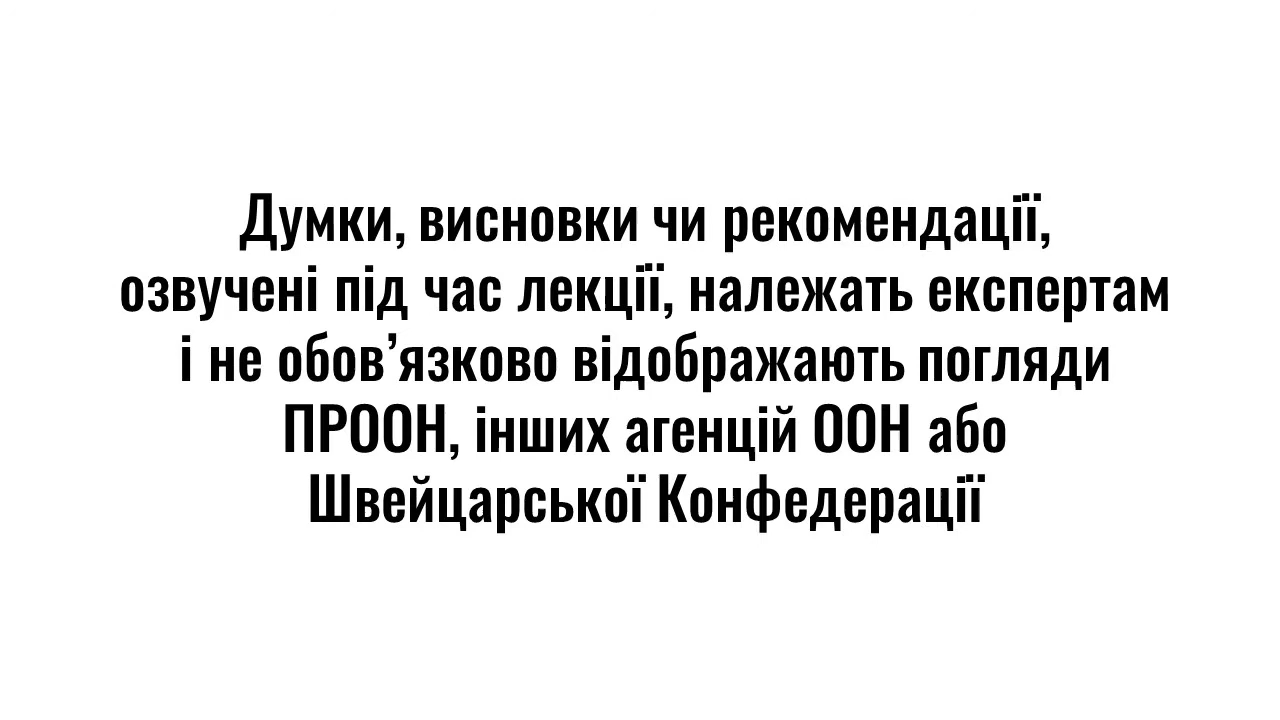 Думки, висновки чи рекомендації,
озвучені під час лекції, належать експертам
і не обов’язково відображають погляди
ПРООН, інших агенцій ООН або
Швейцарської Конфедерації